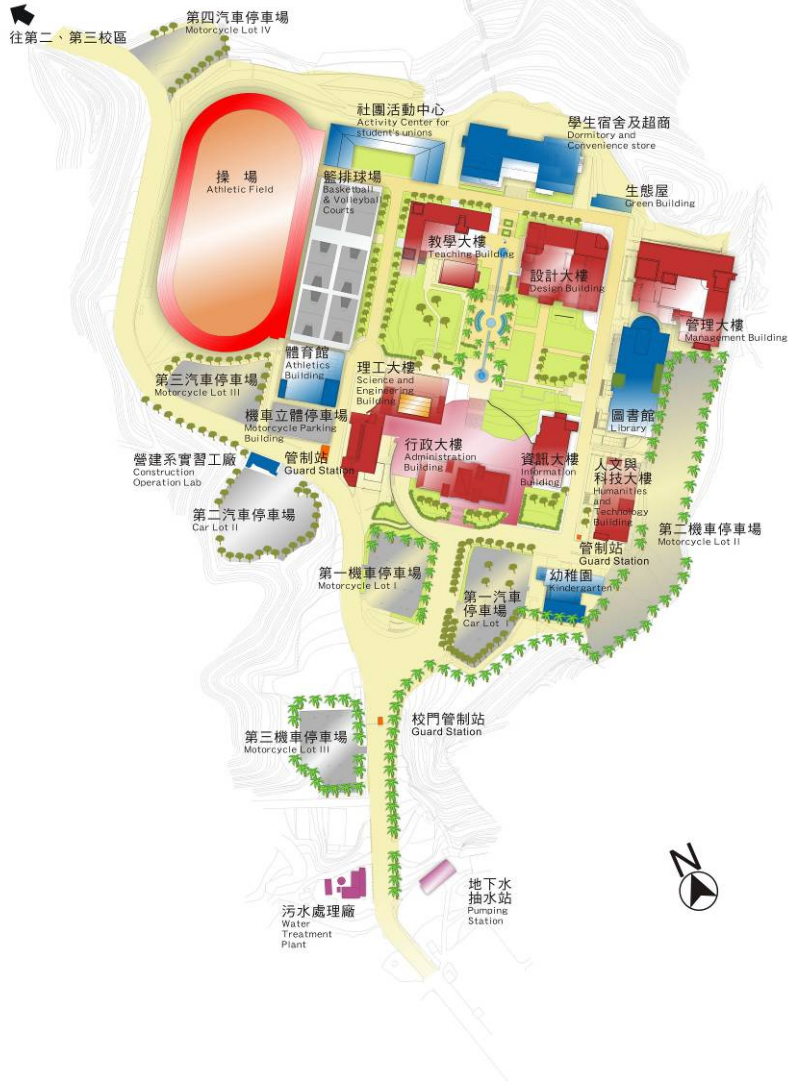 第四汽車停車場
Motorcycle Lot IV
往第二、第三校區
社團活動中心
Activity Center for
student's unions
學生宿舍及超商
Dormitory and
Convenience store
操場
Athletic Field
籃排球場
Basketball
& Volleybal
Courts
生態屋
Green Building
教學大樓
Teaching Building
設計大樓
Design Building
管理大樓
Management Building
體育館
Athletics
Building
理工大樓
Science and
Engineering
Building
第三汽車停車場
Motorcycle Lot III
機車立體停車場
Motorcycle Parking
Building
圖書館
Library
行政大樓
Administration
Building
資訊大樓
Information
Building
營建系實習工廠
Construction
Operation Lab
管制站
Guard Station
人文與
科技大樓
Humanities
and
Technology
Building
第二汽車停車場
Car Lot II
第二機車停車場
Motorcycle Lot II
管制站
Guard Station
第一機車停車場
Motorcycle Lot I
幼稚園
Kindergarten
第一汽車
停車場
Car Lot I
校門管制站
Guard Station
第三機車停車場
Motorcycle Lot III
N
地下水
抽水站
Pumping
Station
污水處理廠
Water
Treatment
Plant